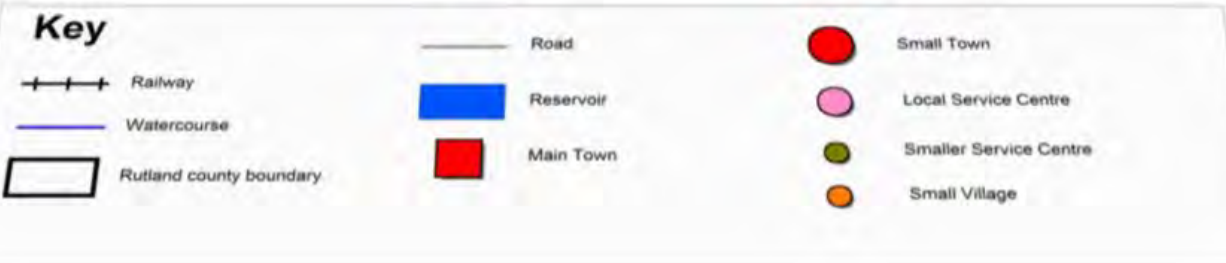 Key
Railway
Watercourse
Rutland county boundary
Road
Reservoir
Main Town
Small Town
Local Service Centre
Smaller Service Centre
Small Village